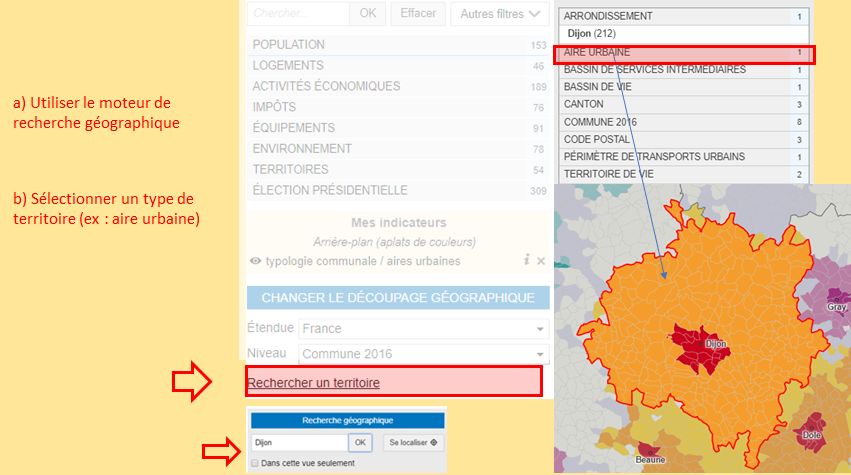 a) Utiliser le moteur de
recherche géographique
b) Sélectionner un type de
territoire (ex : aire urbaine)
Chercher... OK Effacer Autres filtres
POPULATION 153
LOGEMENTS 46
ACTIVITÉS ÉCONOMIQUES 189
IMPÔTS 76
ÉQUIPEMENTS 91
ENVIRONNEMENT 78
TERRITOIRES 54
ÉLECTION PRÉSIDENTIELLE 309
Mes indicateurs
Arrière-plan (aplats de couleurs)
typologie communale / aires urbaines i ×
CHANGER LE DÉCOUPAGE GÉOGRAPHIQUE
Étendue France
Niveau Commune 2016
Rechercher un territoire
Recherche géographique
Dijon OK Se localiser
Dans cette vue seulement
ARRONDISSEMENT 1
Dijon (212)
AIRE URBAINE 1
BASSIN DE SERVICES INTERMÉDIAIRES 1
BASSIN DE VIE 1
CANTON 3
COMMUNE 2016 8
CODE POSTAL 3
PÉRIMÈTRE DE TRANSPORTS URBAINS 1
TERRITOIRE DE VIE 2
Gray
Dijon
Dole
Beaune